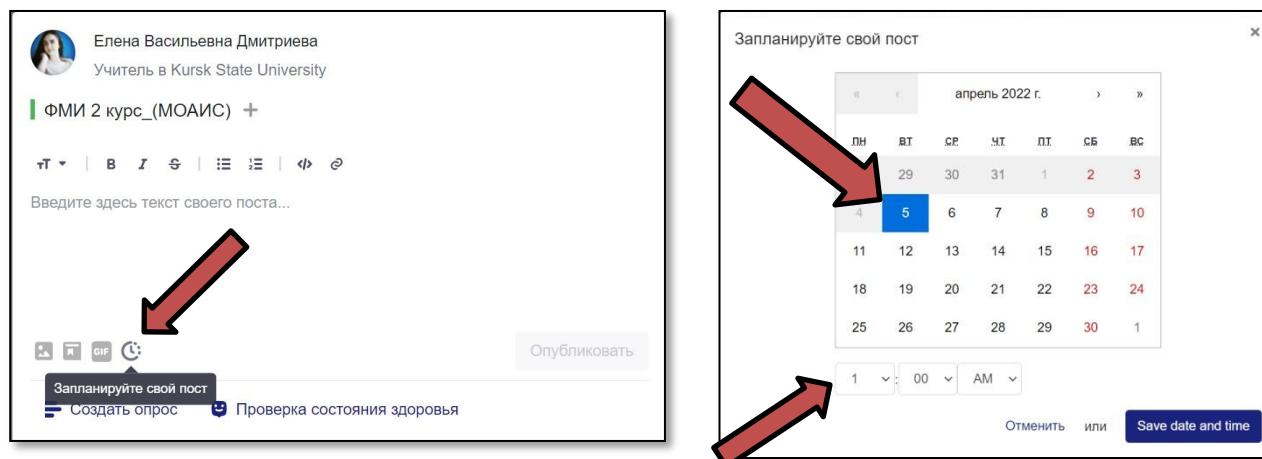 Елена Васильевна Дмитриева
Учитель в Kursk State University
ФМИ 2 курс_(МОАИС) +
тТ B I S </>
Введите здесь текст своего поста...
GIF
Опубликовать
Запланируйте свой пост
Создать опрос Проверка состояния здоровья
Запланируйте свой пост ×
« ‹ апрель 2022 г. › »
ПН ВТ СР ЧТ ПТ СБ ВС
29 30 31 1 2 3
4 5 6 7 8 9 10
11 12 13 14 15 16 17
18 19 20 21 22 23 24
25 26 27 28 29 30 1
1 : 00 AM
Отменить или Save date and time